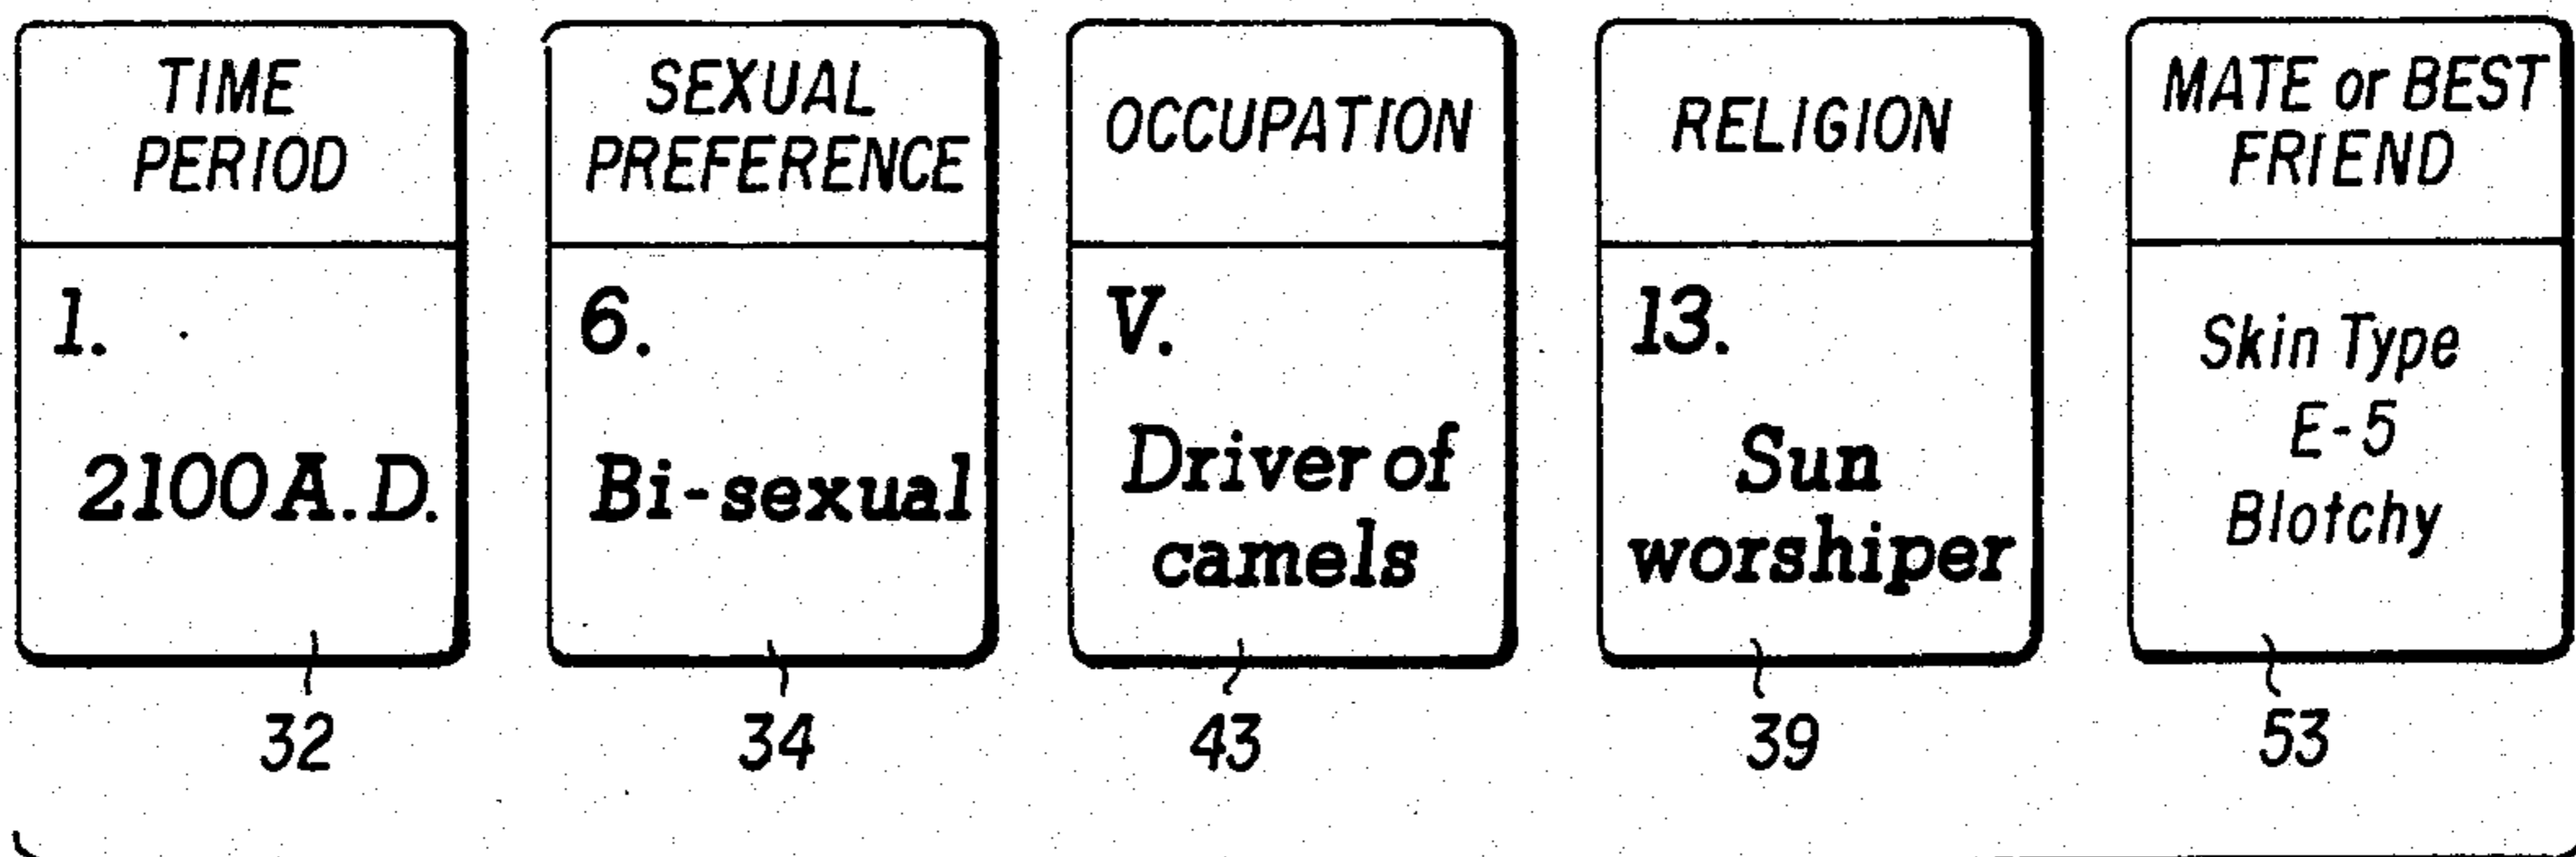 TIME
PERIOD
1.
2100 A.D.
32
SEXUAL
PREFERENCE
6.
Bi-sexual
34
OCCUPATION
V.
Driver of
camels
43
RELIGION
13.
Sun
worshiper
39
MATE or BEST
FRIEND
Skin Type
E-5
Blotchy
53